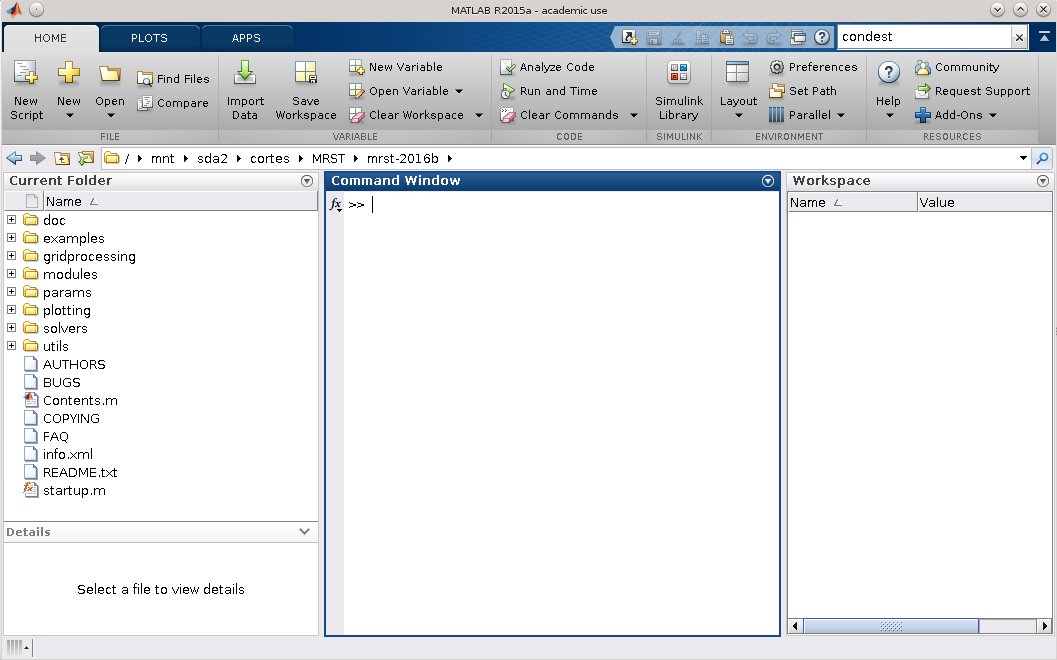 MATLAB R2015a - academic use
HOME PLOTS APPS
condest
New Script
New
Open
Find Files
Compare
FILE
Import Data
Save Workspace
New Variable
Open Variable
Clear Workspace
VARIABLE
Analyze Code
Run and Time
Clear Commands
CODE
Simulink Library
SIMULINK
Layout
Preferences
Set Path
Parallel
ENVIRONMENT
Help
Community
Request Support
Add-Ons
RESOURCES
/ mnt sda2 cortes MRST mrst-2016b
Current Folder
Name
doc
examples
gridprocessing
modules
params
plotting
solvers
utils
AUTHORS
BUGS
Contents.m
COPYING
FAQ
info.xml
README.txt
startup.m
Details
Select a file to view details
Command Window
fx >>
Workspace
Name Value